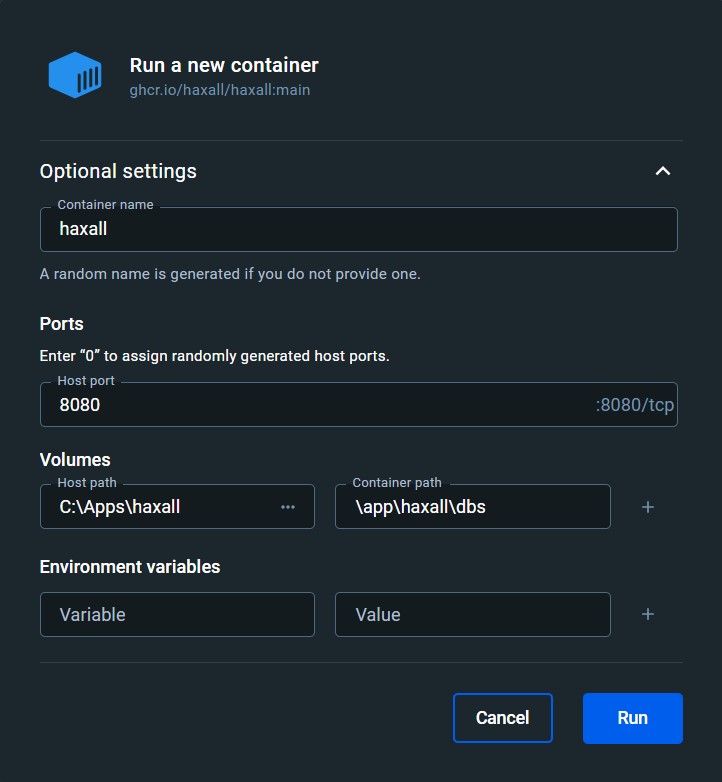 Run a new container
ghcr.io/haxall/haxall:main
Optional settings
Container name
haxall
A random name is generated if you do not provide one.
Ports
Enter “0” to assign randomly generated host ports.
Host port
8080 :8080/tcp
Volumes
Host path Container path
C:\Apps\haxall ••• \app\haxall\dbs +
Environment variables
Variable Value +
Cancel Run